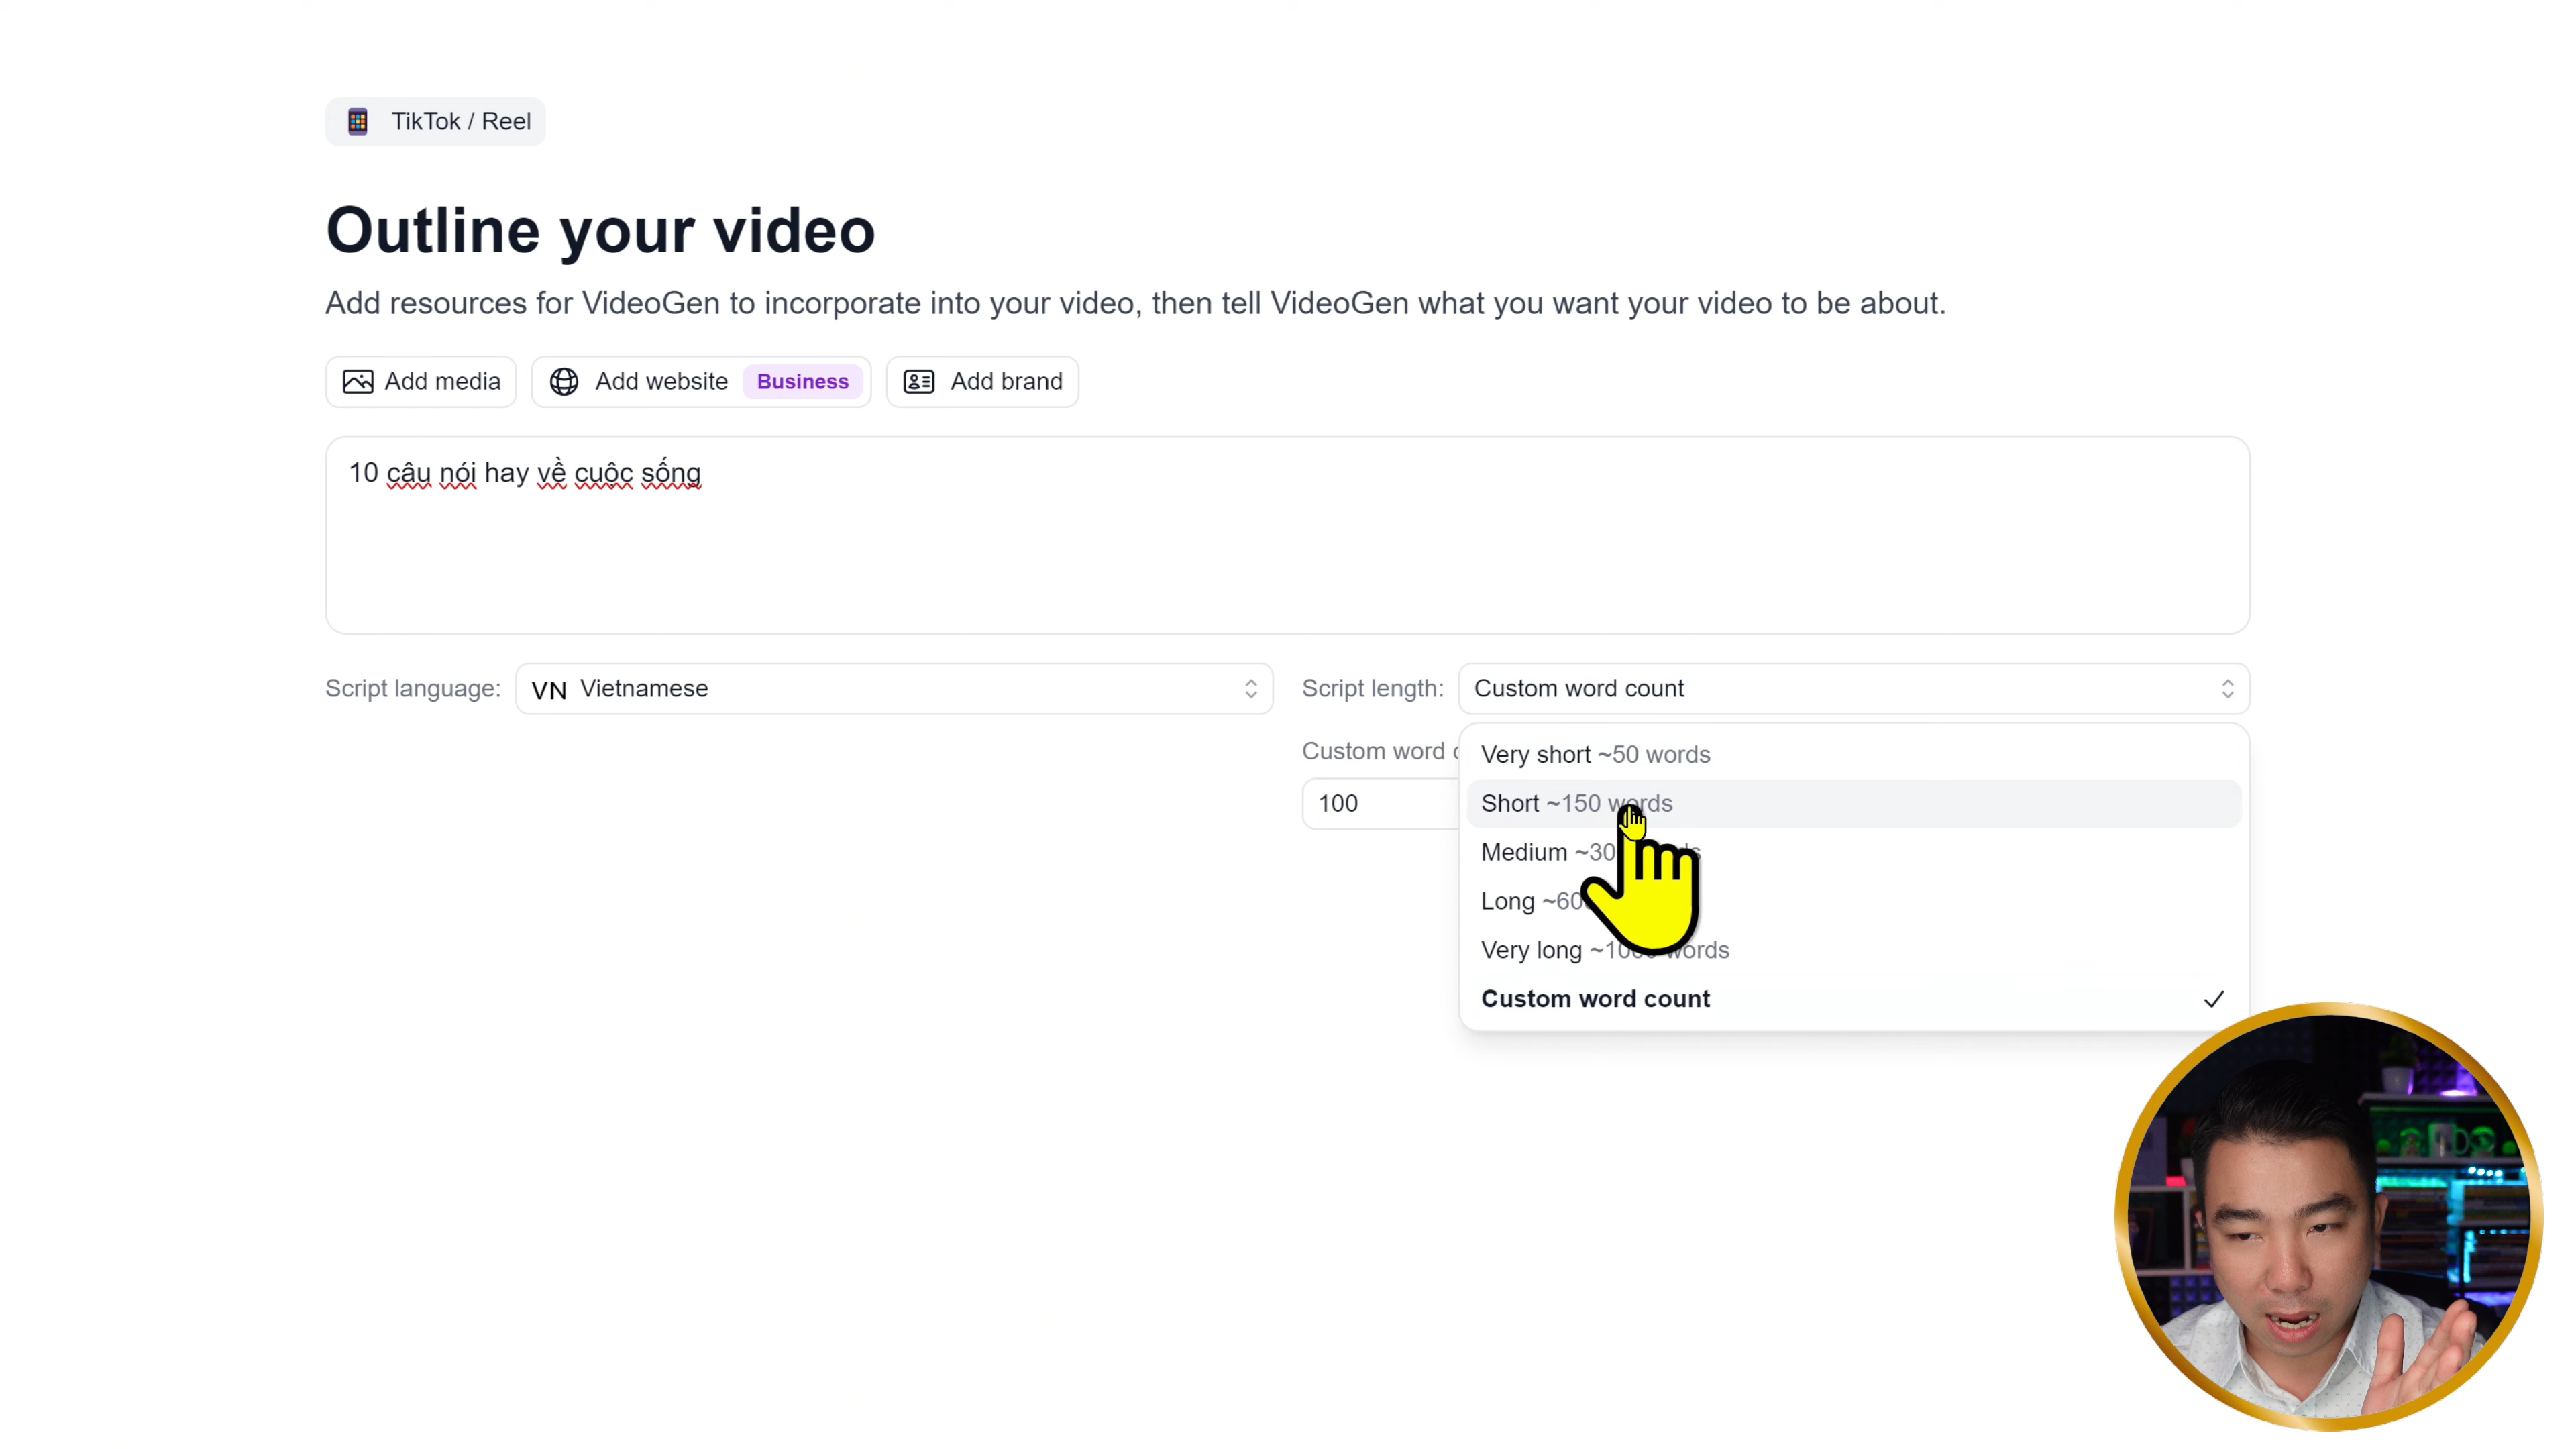 TikTok / Reel
Outline your video
Add resources for VideoGen to incorporate into your video, then tell VideoGen what you want your video to be about.
Add media
Add website Business
Add brand
10 câu nói hay về cuộc sống
Script language: VN Vietnamese
Script length: Custom word count
Custom word
100
Very short ~50 words
Short ~150 words
Medium
Long
Very long words
Custom word count